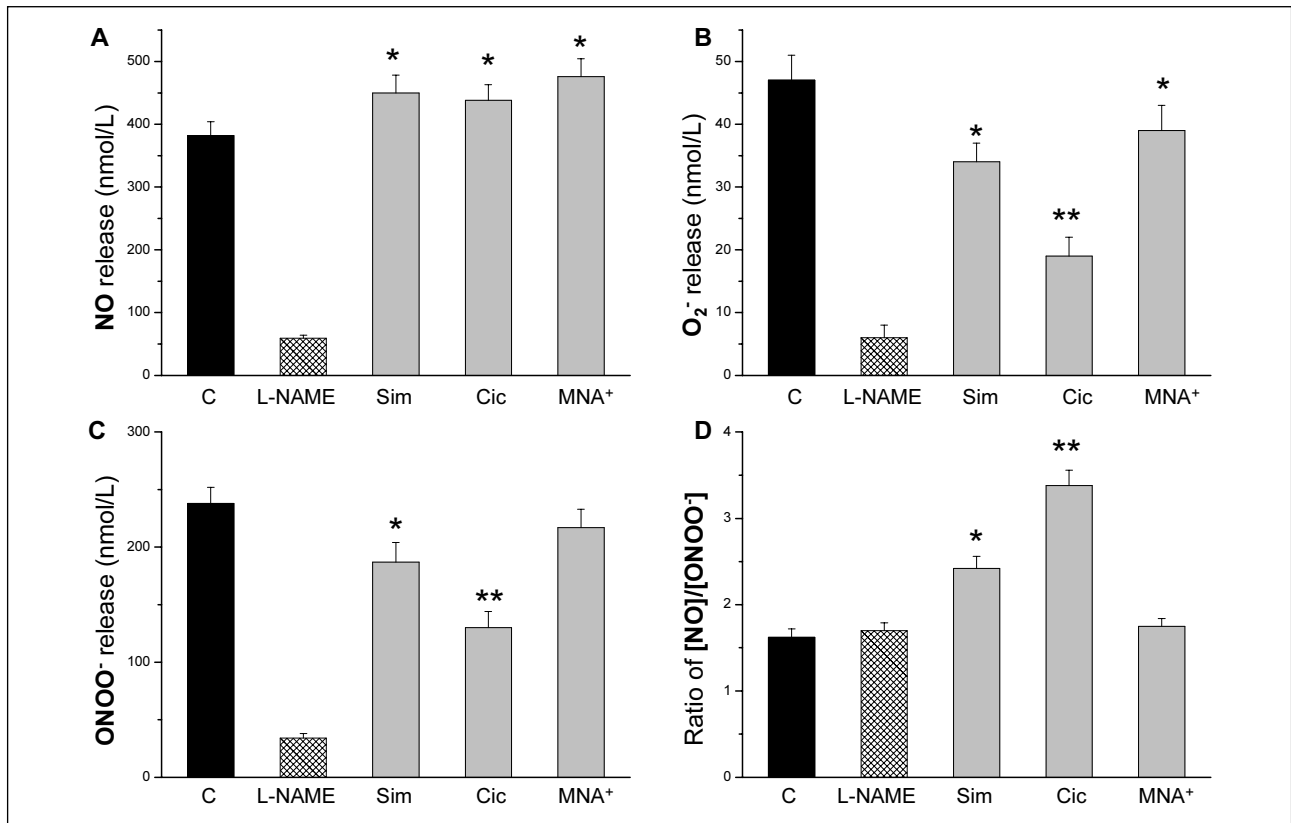 A
NO release (nmol/L)
500
400
300
200
100
0
* * *
C L-NAME Sim Cic MNA⁺
B
O₂⁻ release (nmol/L)
50
40
30
20
10
0
* ** *
C L-NAME Sim Cic MNA⁺
C
ONOO⁻ release (nmol/L)
300
200
100
0
* **
C L-NAME Sim Cic MNA⁺
D
Ratio of [NO]/[ONOO⁻]
4
3
2
1
0
* **
C L-NAME Sim Cic MNA⁺